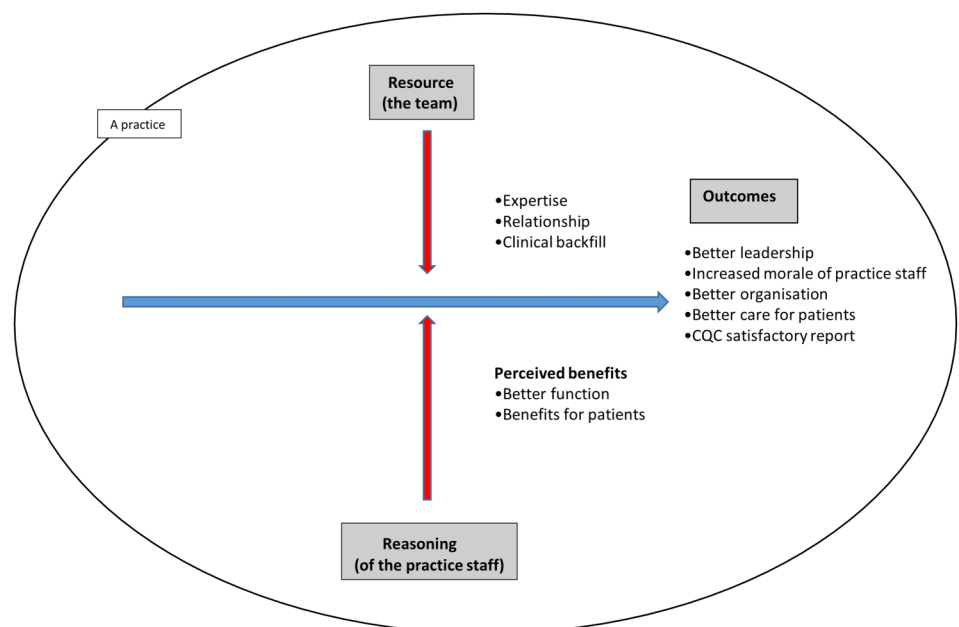 Resource
(the team)
A practice
•Expertise
•Relationship
•Clinical backfill
Outcomes
•Better leadership
•Increased morale of practice staff
•Better organisation
•Better care for patients
•CQC satisfactory report
Perceived benefits
•Better function
•Benefits for patients
Reasoning
(of the practice staff)